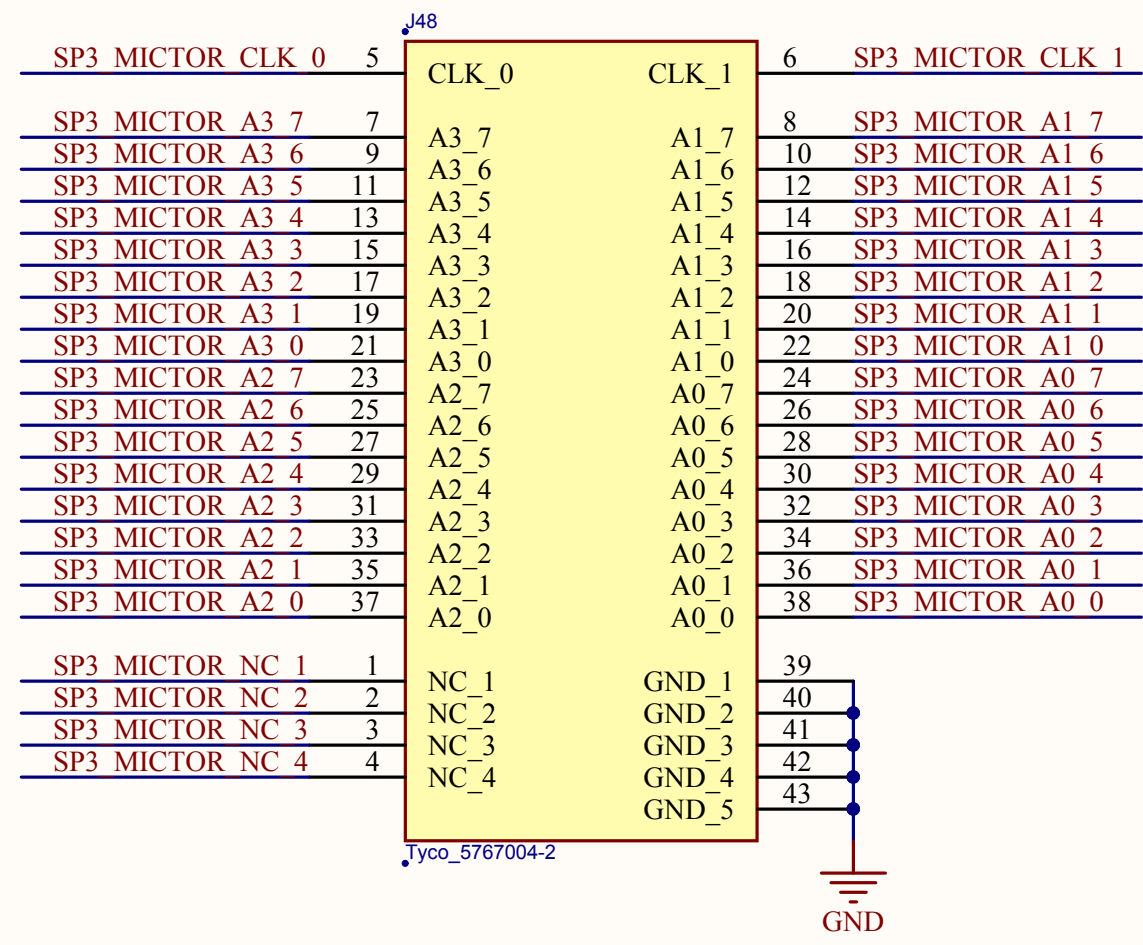 J48
SP3_MICTOR_CLK_0 5 CLK_0 CLK_1 6 SP3_MICTOR_CLK_1
SP3_MICTOR_A3_7 7 A3_7 A1_7 8 SP3_MICTOR_A1_7
SP3_MICTOR_A3_6 9 A3_6 A1_6 10 SP3_MICTOR_A1_6
SP3_MICTOR_A3_5 11 A3_5 A1_5 12 SP3_MICTOR_A1_5
SP3_MICTOR_A3_4 13 A3_4 A1_4 14 SP3_MICTOR_A1_4
SP3_MICTOR_A3_3 15 A3_3 A1_3 16 SP3_MICTOR_A1_3
SP3_MICTOR_A3_2 17 A3_2 A1_2 18 SP3_MICTOR_A1_2
SP3_MICTOR_A3_1 19 A3_1 A1_1 20 SP3_MICTOR_A1_1
SP3_MICTOR_A3_0 21 A3_0 A1_0 22 SP3_MICTOR_A1_0
SP3_MICTOR_A2_7 23 A2_7 A0_7 24 SP3_MICTOR_A0_7
SP3_MICTOR_A2_6 25 A2_6 A0_6 26 SP3_MICTOR_A0_6
SP3_MICTOR_A2_5 27 A2_5 A0_5 28 SP3_MICTOR_A0_5
SP3_MICTOR_A2_4 29 A2_4 A0_4 30 SP3_MICTOR_A0_4
SP3_MICTOR_A2_3 31 A2_3 A0_3 32 SP3_MICTOR_A0_3
SP3_MICTOR_A2_2 33 A2_2 A0_2 34 SP3_MICTOR_A0_2
SP3_MICTOR_A2_1 35 A2_1 A0_1 36 SP3_MICTOR_A0_1
SP3_MICTOR_A2_0 37 A2_0 A0_0 38 SP3_MICTOR_A0_0
SP3_MICTOR_NC_1 1 NC_1 GND_1 39
SP3_MICTOR_NC_2 2 NC_2 GND_2 40
SP3_MICTOR_NC_3 3 NC_3 GND_3 41
SP3_MICTOR_NC_4 4 NC_4 GND_4 42
GND_5 43
Tyco_5767004-2
GND